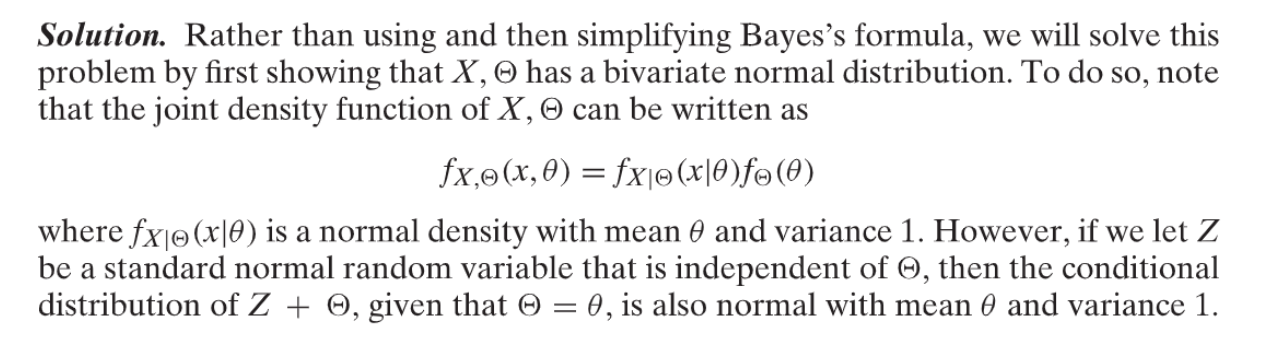 Solution. Rather than using and then simplifying Bayes’s formula, we will solve this
problem by first showing that X, Θ has a bivariate normal distribution. To do so, note
that the joint density function of X, Θ can be written as
f_{X,Θ}(x, θ) = f_{X|Θ}(x|θ)f_Θ(θ)
where f_{X|Θ}(x|θ) is a normal density with mean θ and variance 1. However, if we let Z
be a standard normal random variable that is independent of Θ, then the conditional
distribution of Z + Θ, given that Θ = θ, is also normal with mean θ and variance 1.